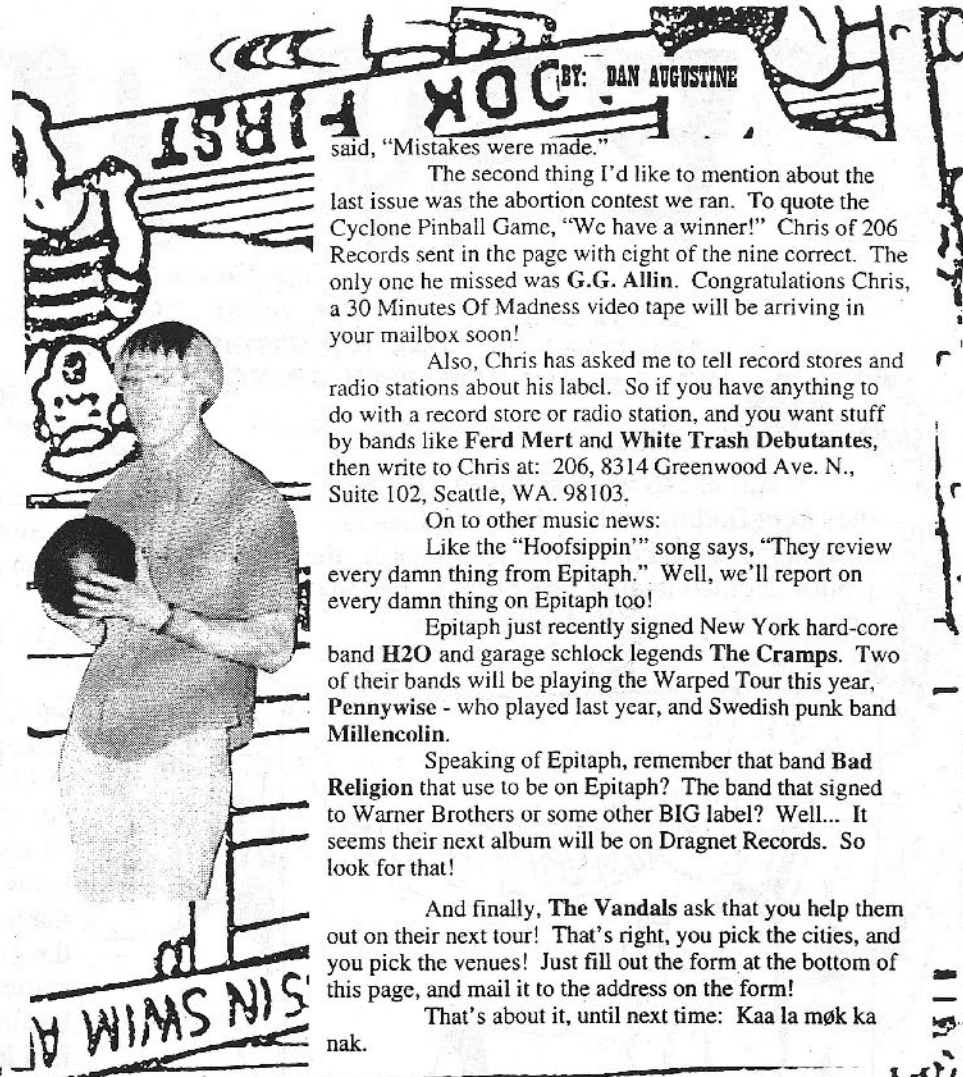 FIRST
BY: DAN AUGUSTINE
said, “Mistakes were made.”
The second thing I’d like to mention about the
last issue was the abortion contest we ran. To quote the
Cyclone Pinball Game, “We have a winner!” Chris of 206
Records sent in the page with eight of the nine correct. The
only one he missed was G.G. Allin. Congratulations Chris,
a 30 Minutes Of Madness video tape will be arriving in
your mailbox soon!
Also, Chris has asked me to tell record stores and
radio stations about his label. So if you have anything to
do with a record store or radio station, and you want stuff
by bands like Ferd Mert and White Trash Debutantes,
then write to Chris at: 206, 8314 Greenwood Ave. N.,
Suite 102, Seattle, WA. 98103.
On to other music news:
Like the “Hoofsippin’” song says, “They review
every damn thing from Epitaph.” Well, we’ll report on
every damn thing on Epitaph too!
Epitaph just recently signed New York hard-core
band H2O and garage schlock legends The Cramps. Two
of their bands will be playing the Warped Tour this year,
Pennywise - who played last year, and Swedish punk band
Millencolin.
Speaking of Epitaph, remember that band Bad
Religion that use to be on Epitaph? The band that signed
to Warner Brothers or some other BIG label? Well... It
seems their next album will be on Dragnet Records. So
look for that!
And finally, The Vandals ask that you help them
out on their next tour! That’s right, you pick the cities, and
you pick the venues! Just fill out the form at the bottom of
this page, and mail it to the address on the form!
That’s about it, until next time: Kaa la møk ka
nak.
SWIM